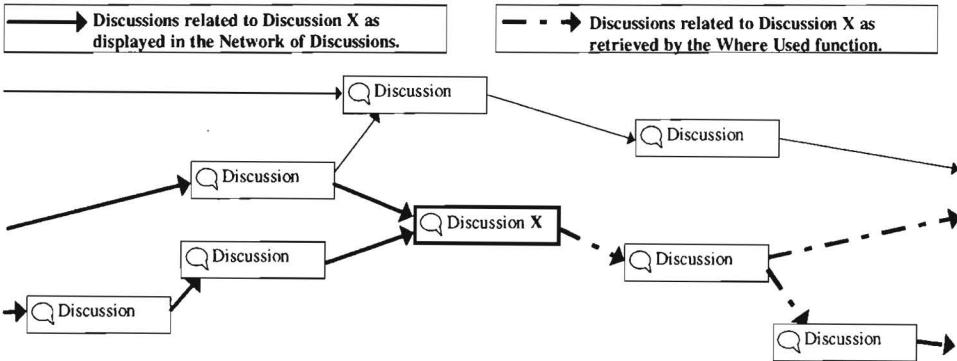 Discussions related to Discussion X as
displayed in the Network of Discussions.
Discussions related to Discussion X as
retrieved by the Where Used function.
Discussion
Discussion
Discussion
Discussion X
Discussion
Discussion
Discussion
Discussion